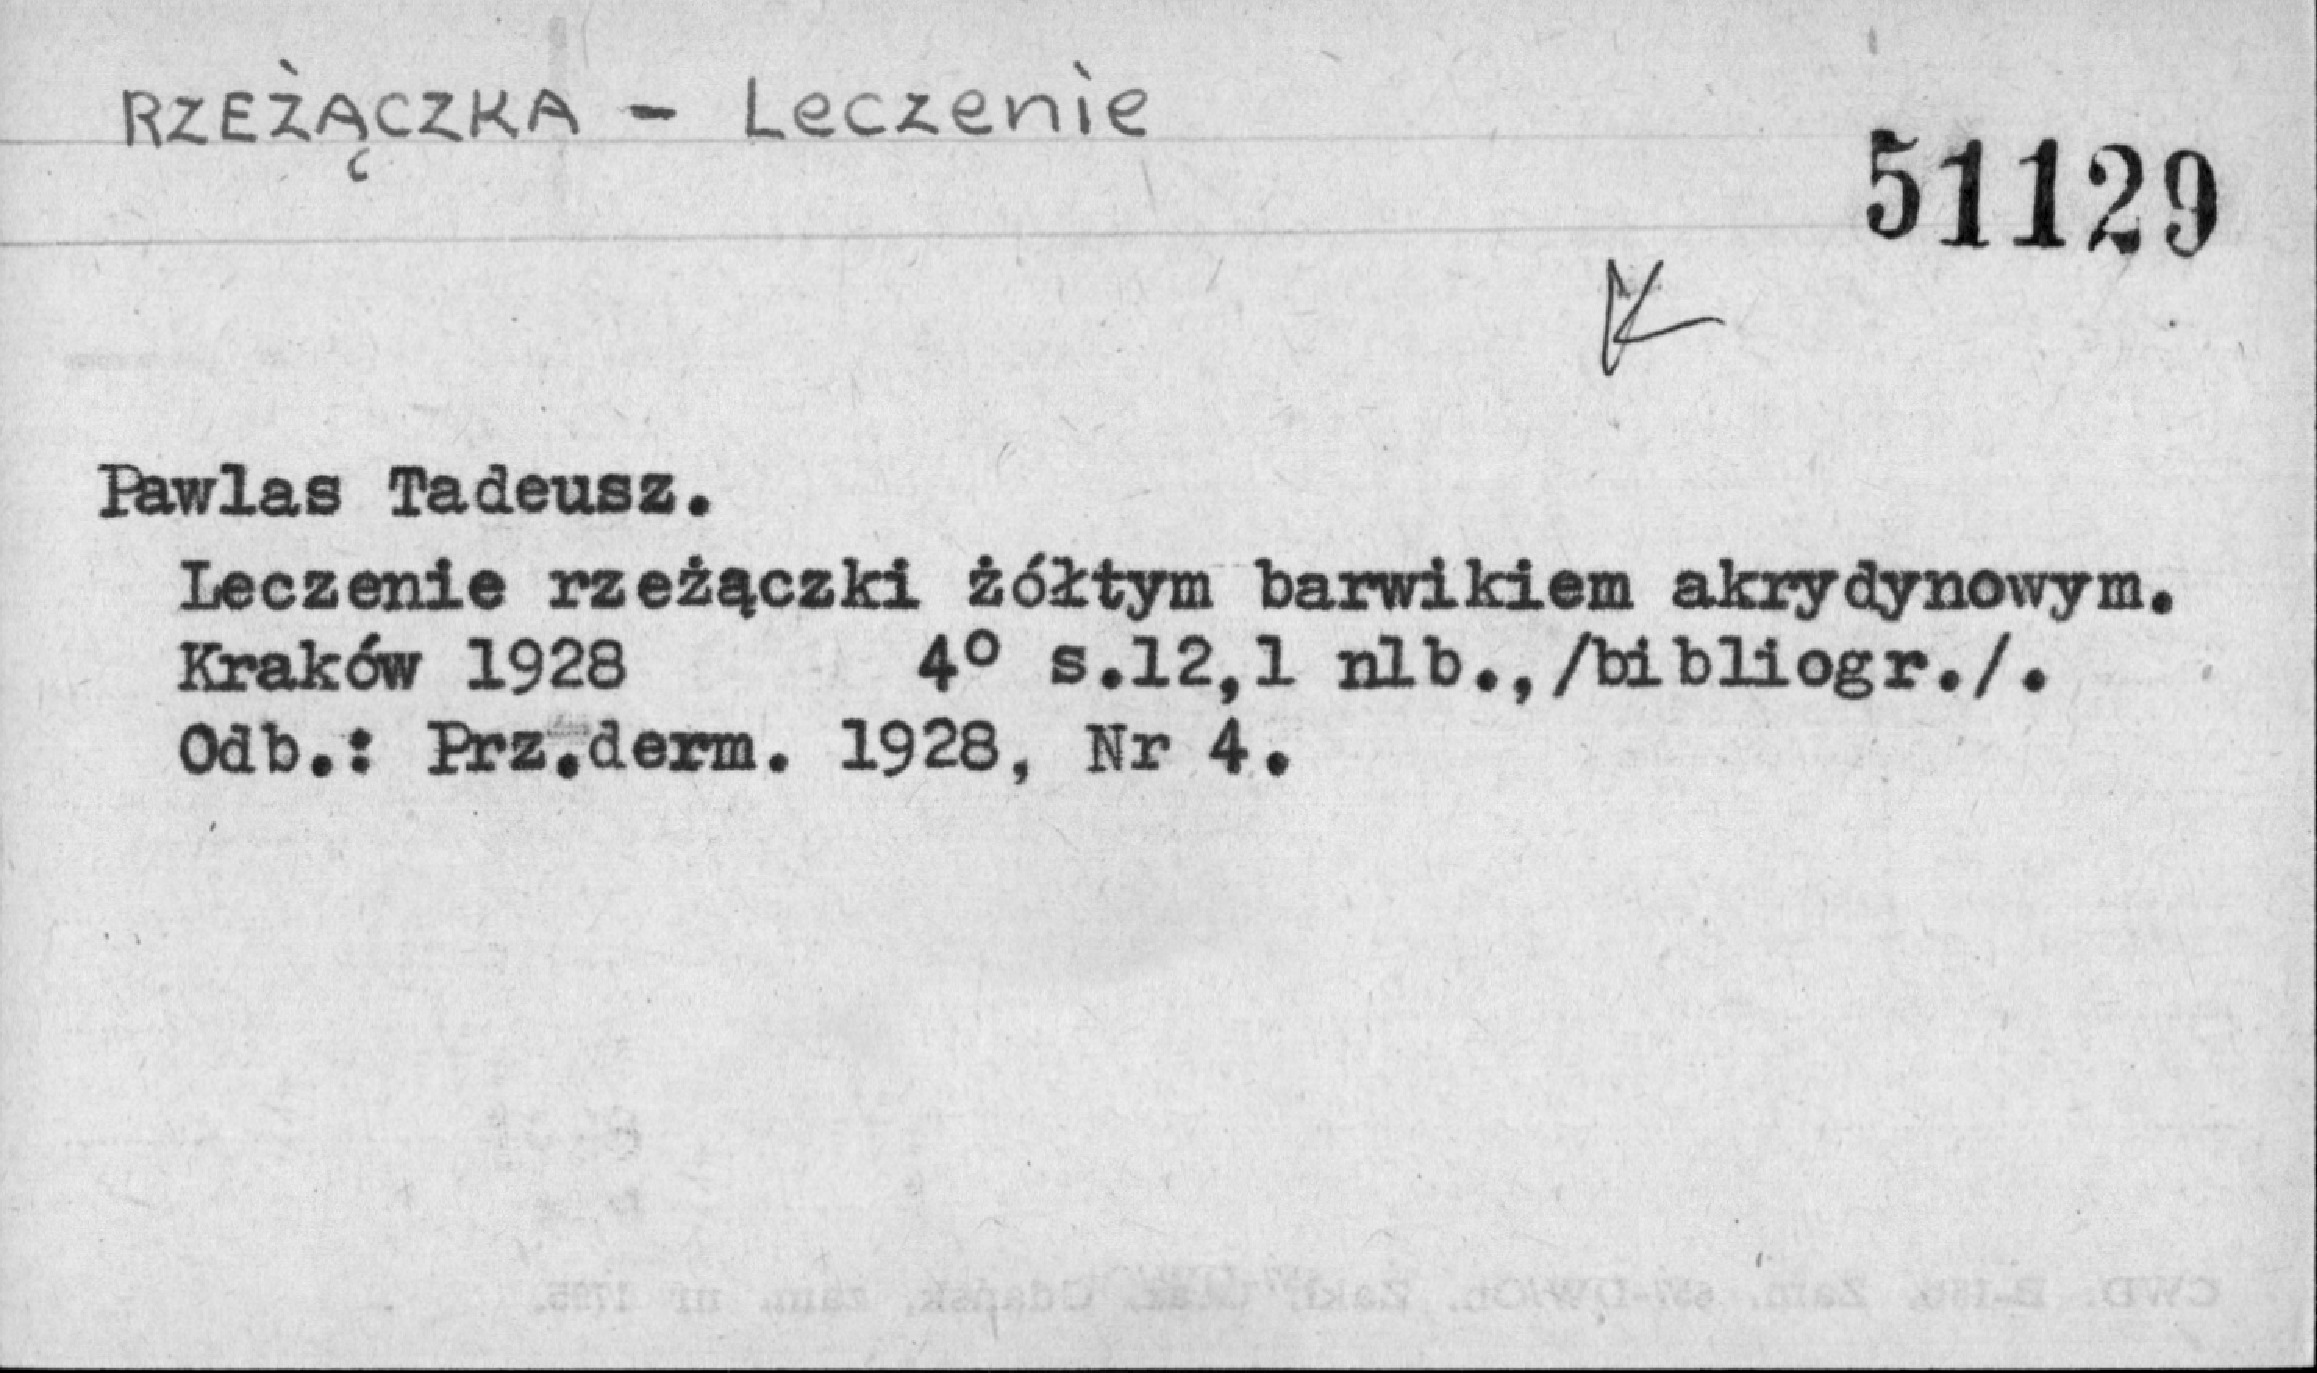 RZEŻĄCZKA - Leczenie
51129
K
Pawlas Tadeusz.
Leczenie rzeżączki żółtym barwikiem akrydynowym.
Kraków 1928 4° s.12,1 nlb.,/bibliogr./.
Odb.: Prz.derm. 1928, Nr 4.